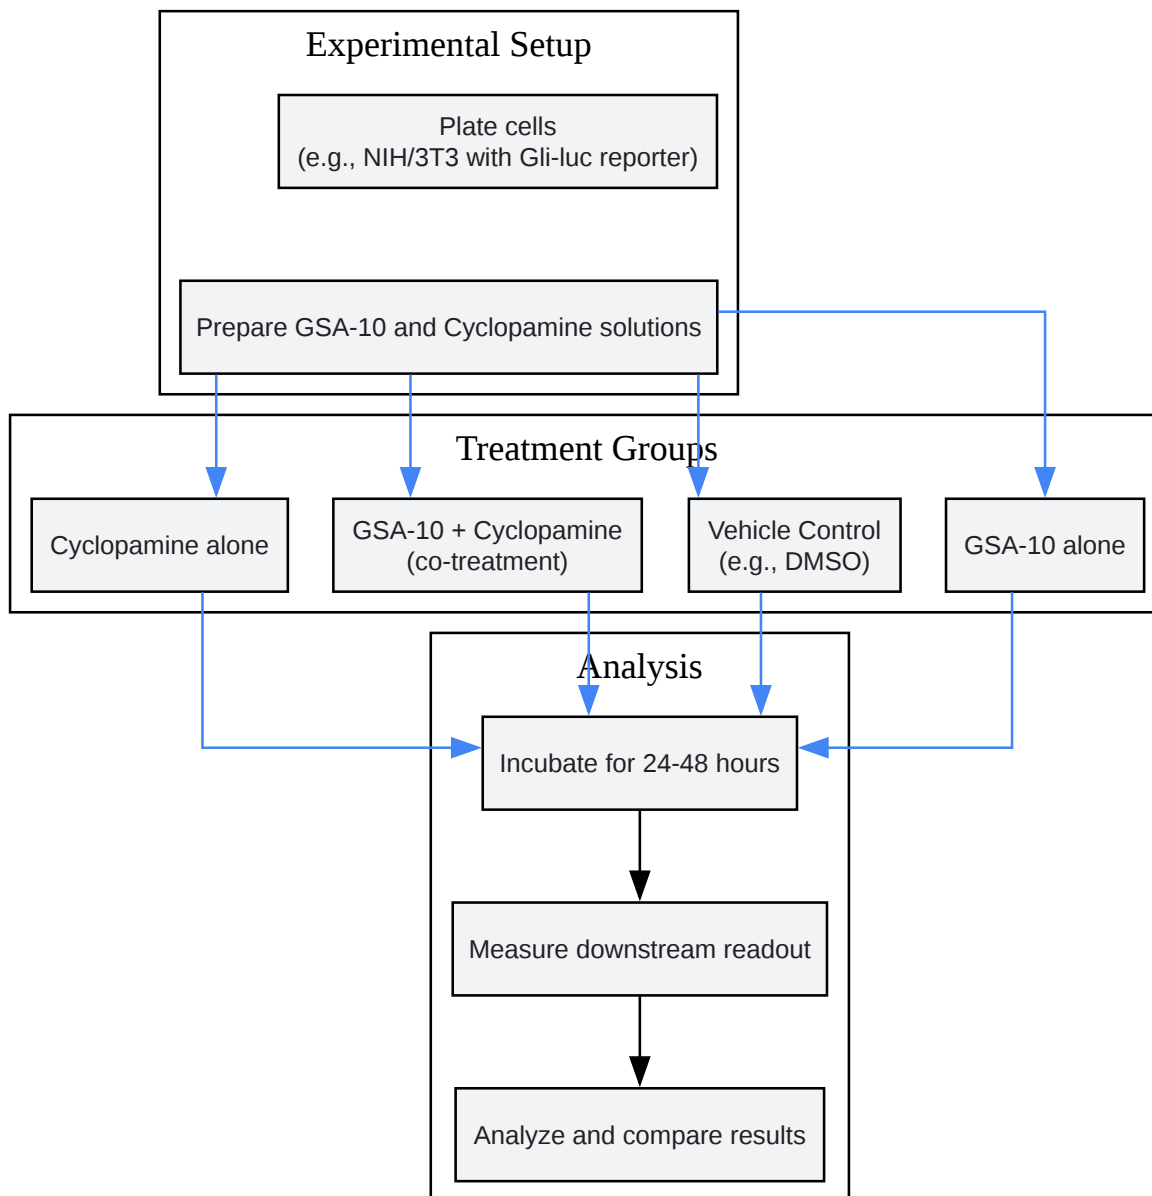 Experimental Setup
Plate cells
(e.g., NIH/3T3 with Gli-luc reporter)
Prepare GSA-10 and Cyclopamine solutions
Treatment Groups
Cyclopamine alone
GSA-10 + Cyclopamine
(co-treatment)
Vehicle Control
(e.g., DMSO)
GSA-10 alone
Analysis
Incubate for 24-48 hours
Measure downstream readout
Analyze and compare results